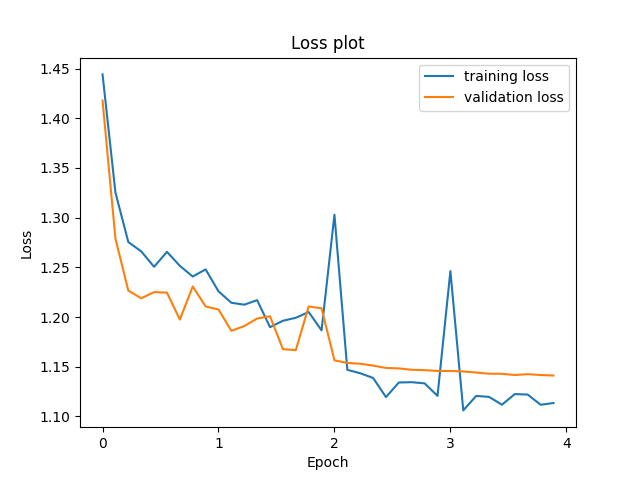 Loss plot
training loss
validation loss
1.45
1.40
1.35
1.30
1.25
1.20
1.15
1.10
Loss
0 1 2 3 4
Epoch